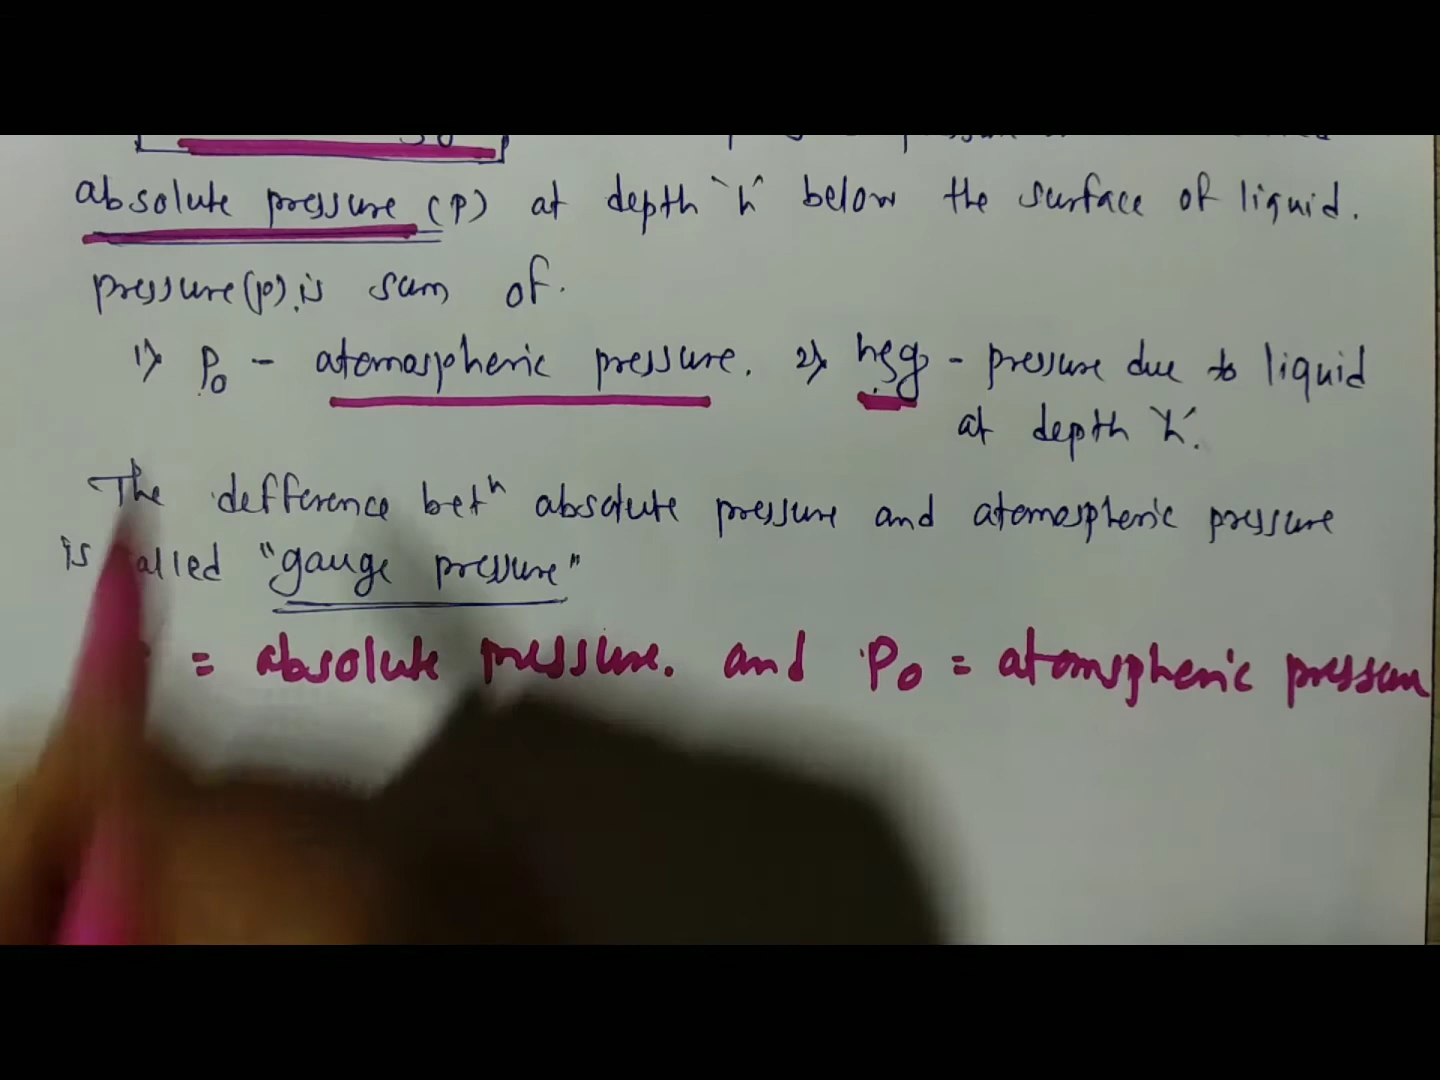 absolute pressure (P) at depth `h´ below the surface of liquid.
pressure(p) is sum of.
1) P₀ - atomaspheric pressure. 2) hρg - pressure due to liquid
at depth `h´.
The defference betⁿ absolute pressure and atomospheric pressure
is called "gauge pressure"
= absolute pressure. and P₀ = atomspheric pressure